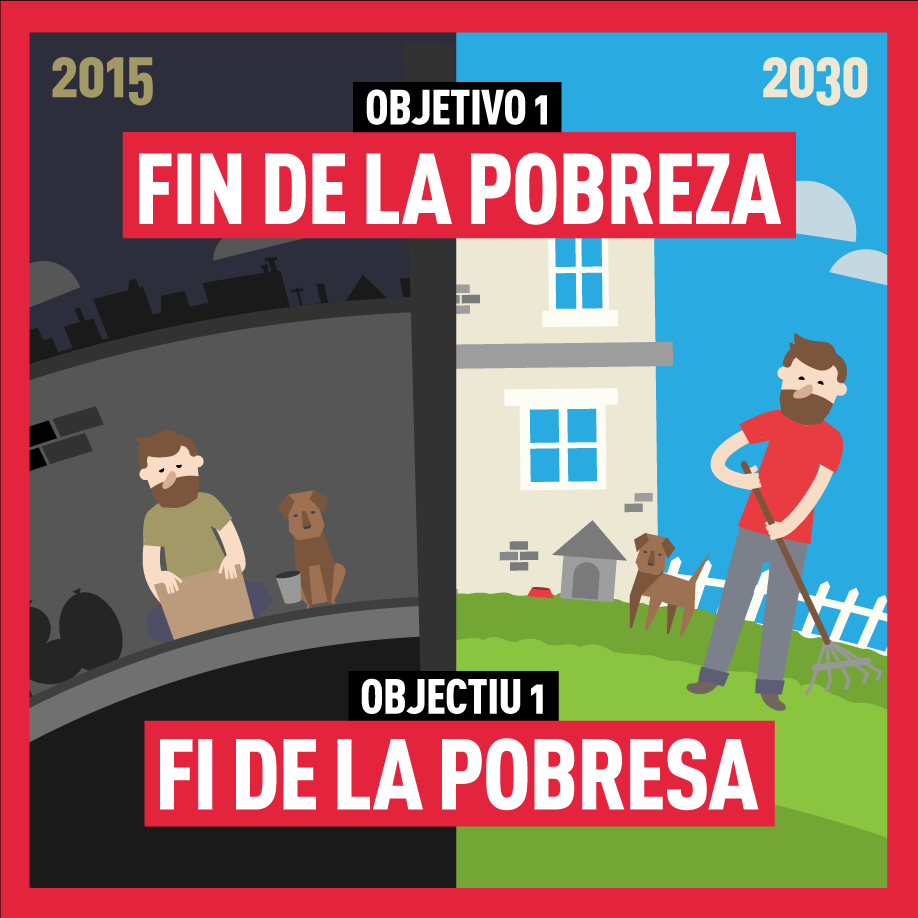 2015
2030
OBJETIVO 1
FIN DE LA POBREZA
OBJECTIU 1
FI DE LA POBRESA